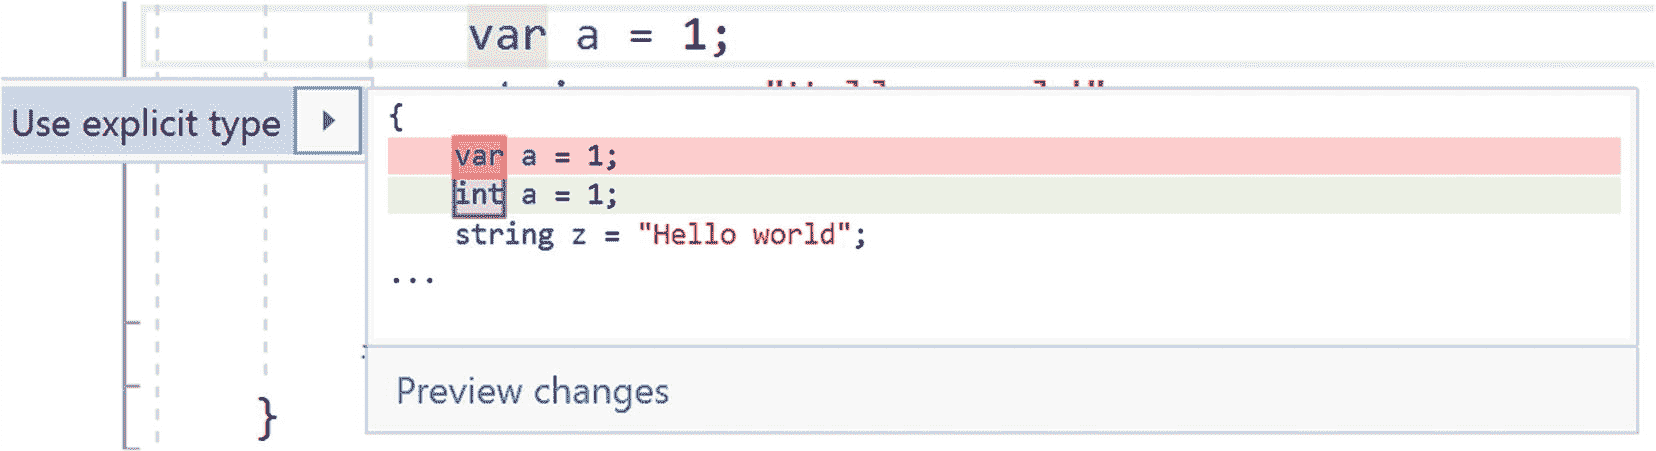 var a = 1;
Use explicit type
{
var a = 1;
int a = 1;
string z = "Hello world";
...
Preview changes
}